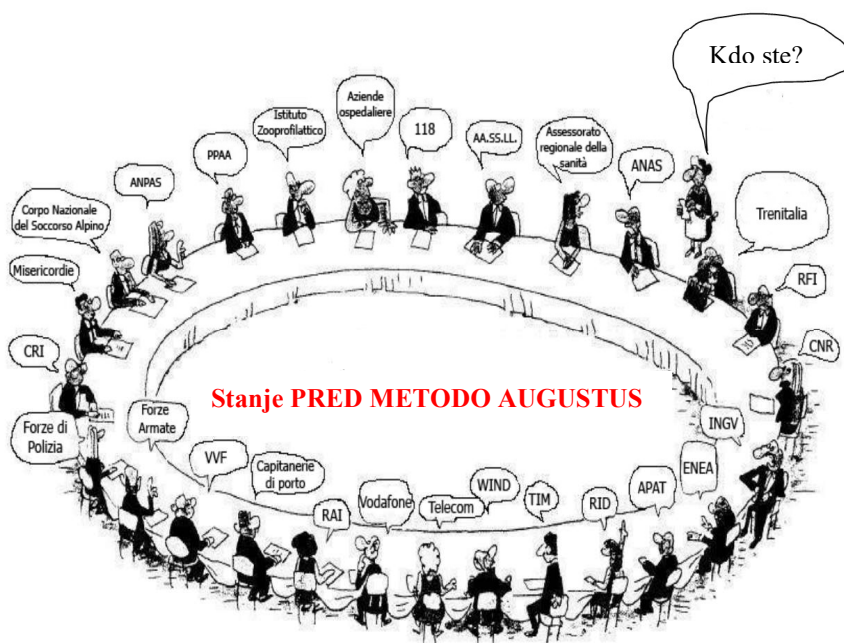 Kdo ste?
Aziende
ospedaliere
Istituto
Zooprofilattico
118
AA.SS.LL.
Assessorato
regionale della
sanità
PPAA
ANAS
ANPAS
Trenitalia
Corpo Nazionale
del Soccorso Alpino
Misericordie
RFI
CRI
CNR
Stanje PRED METODO AUGUSTUS
Forze di
Polizia
Forze
Armate
INGV
VVF
Capitanerie
di porto
ENEA
APAT
RAI
Vodafone
Telecom
WIND
TIM
RID